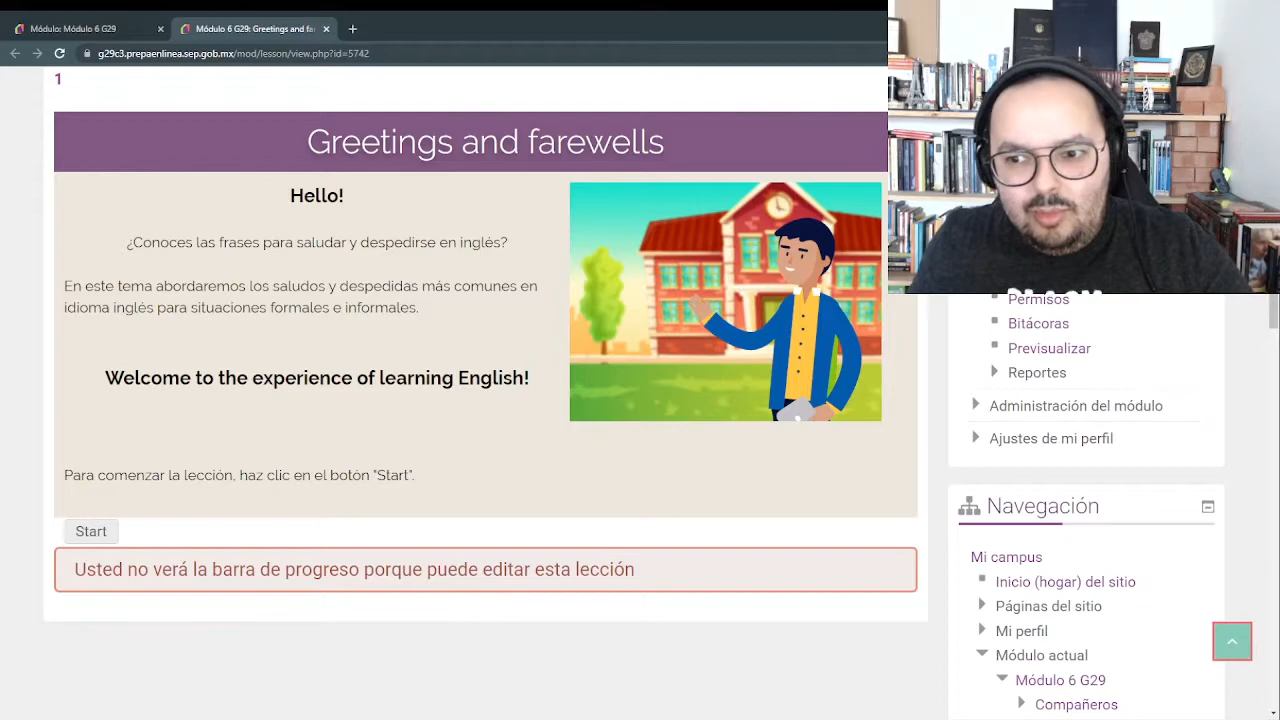 Módulo: Módulo 6 G29
Módulo 6 G29: Greetings and far
g29c3.prepaenlinea.sep.gob.mx/mod/lesson/view.php?id=5742
1
Greetings and farewells
Hello!
¿Conoces las frases para saludar y despedirse en inglés?
En este tema abordaremos los saludos y despedidas más comunes en
idioma inglés para situaciones formales e informales.
Welcome to the experience of learning English!
Para comenzar la lección, haz clic en el botón "Start".
Start
Usted no verá la barra de progreso porque puede editar esta lección
Permisos
Bitácoras
Previsualizar
Reportes
Administración del módulo
Ajustes de mi perfil
Navegación
Mi campus
Inicio (hogar) del sitio
Páginas del sitio
Mi perfil
Módulo actual
Módulo 6 G29
Compañeros